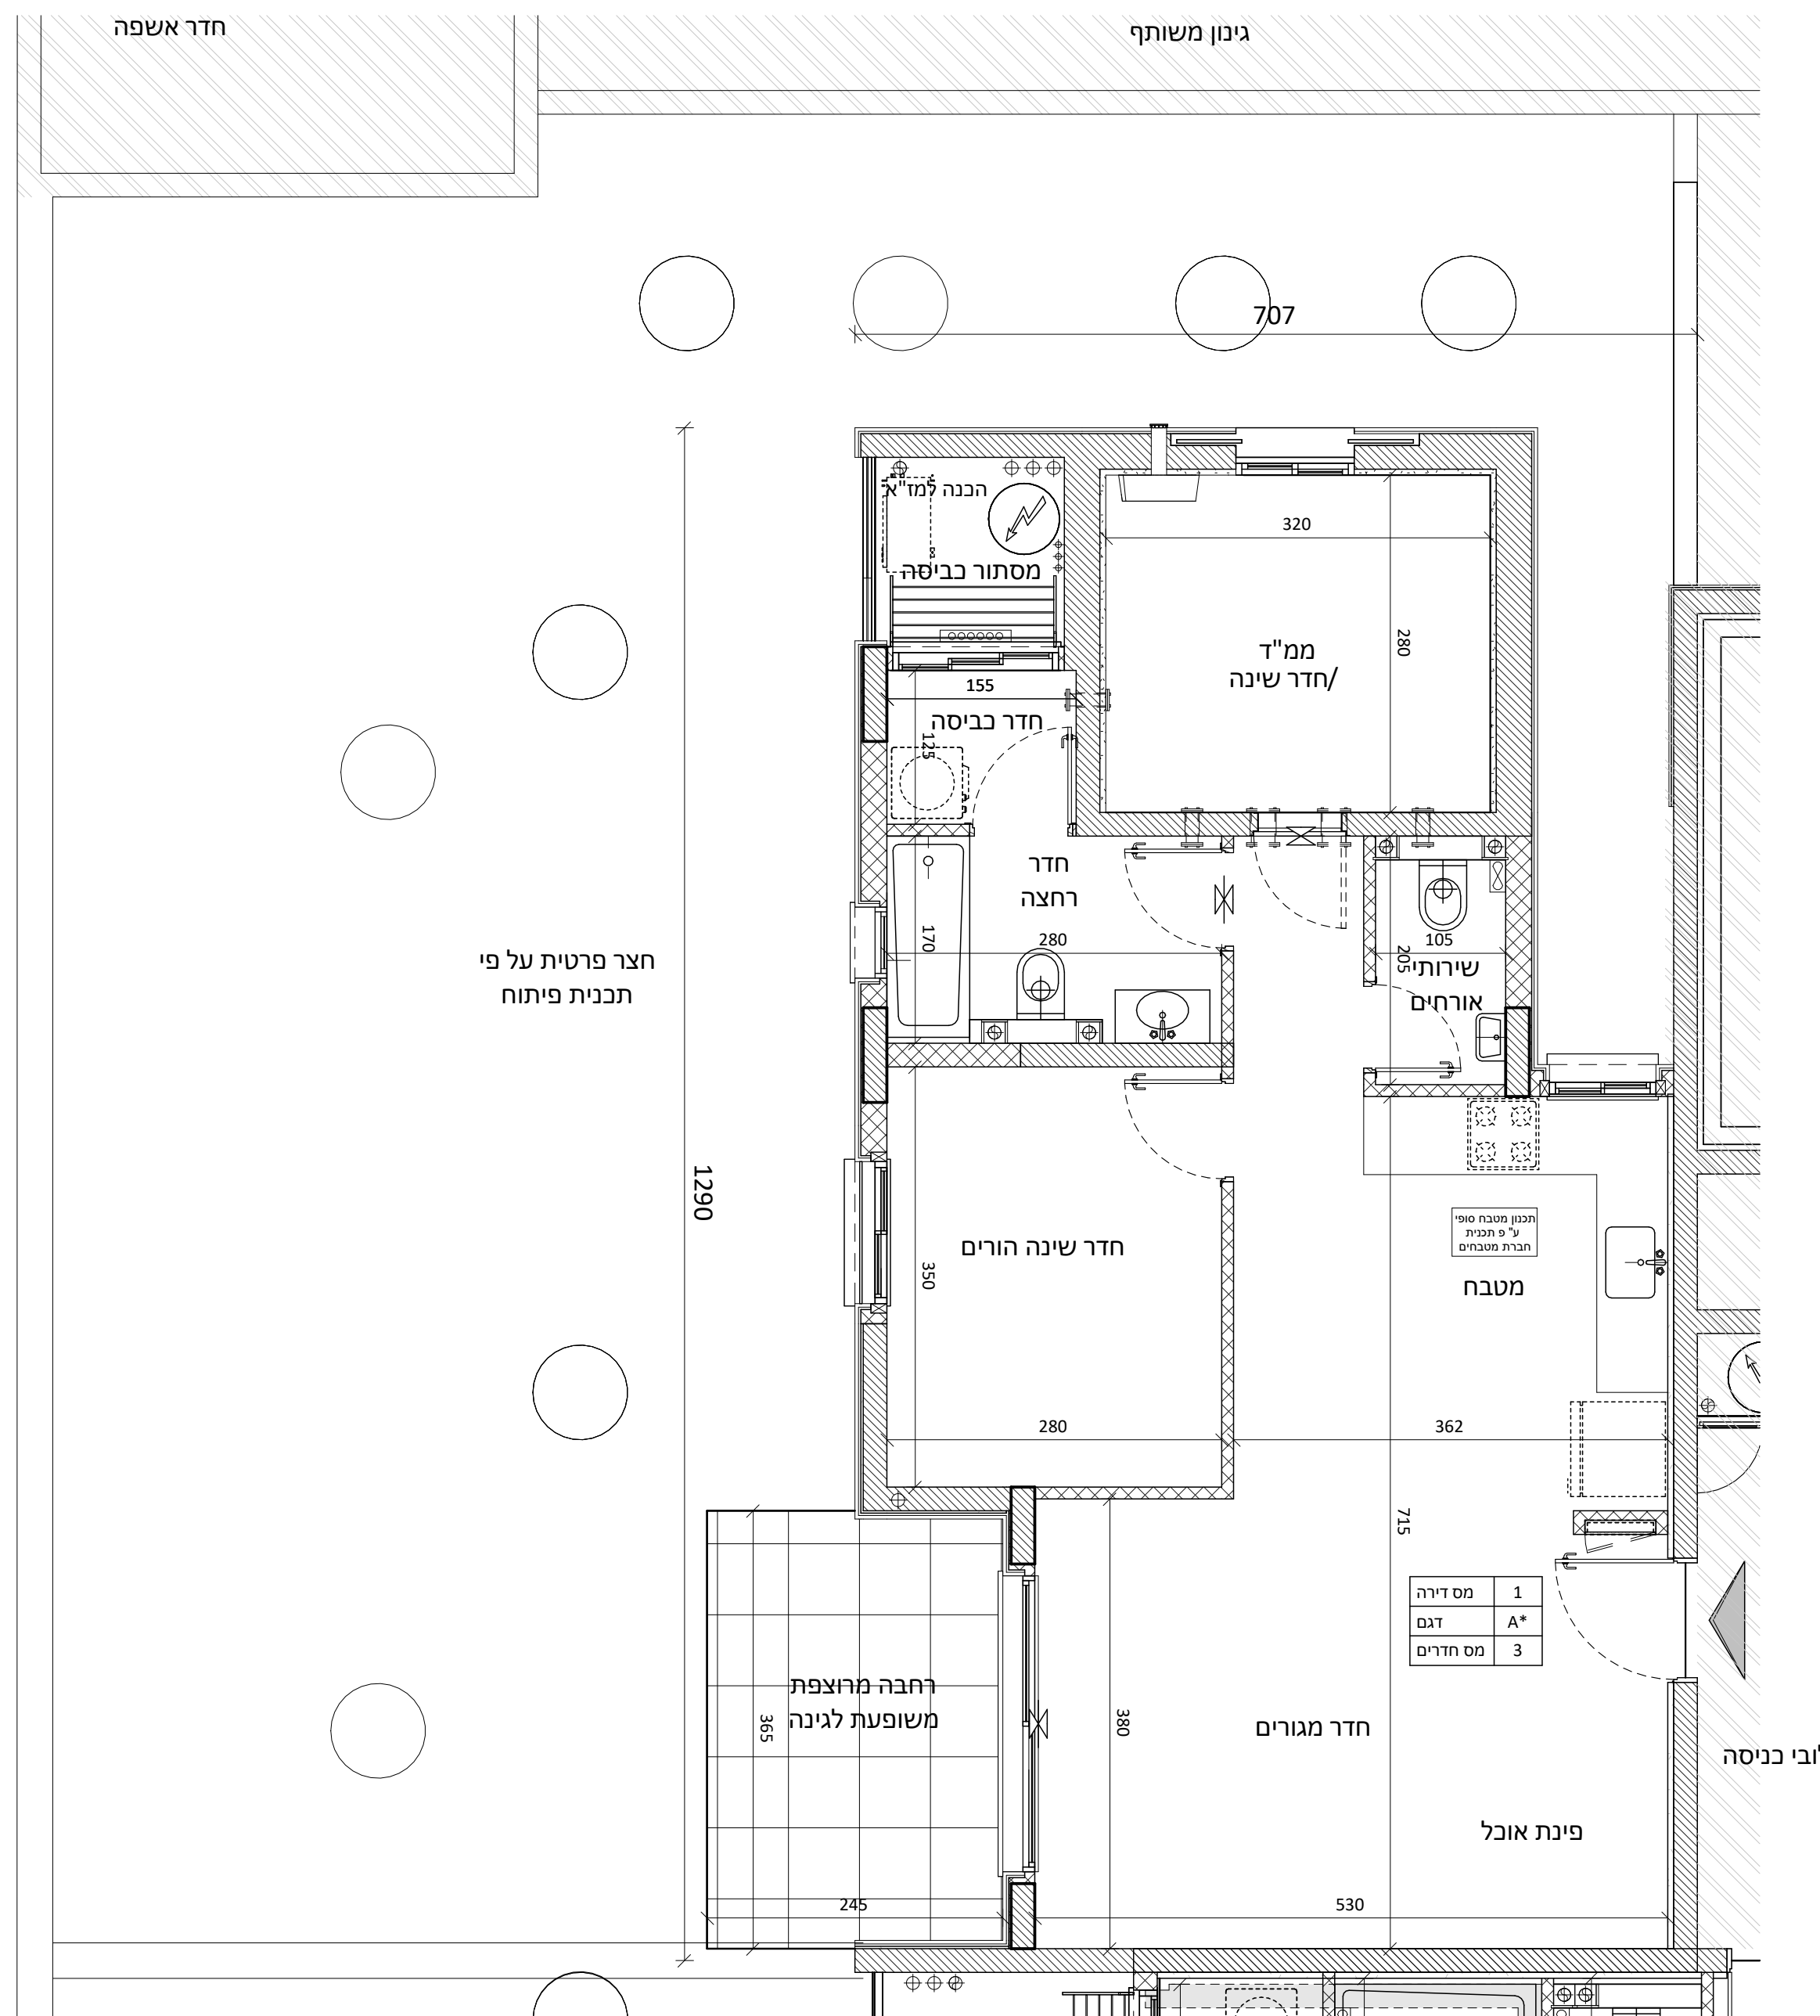 חדר אשפה
גינון משותף
707
הכנה למז"א
מסתור כביסה
320
280
ממ"ד
/חדר שינה
155
חדר כביסה
125
חדר
רחצה
170
280
105
205
שירותי
אורחים
חצר פרטית על פי
תכנית פיתוח
1290
תכנון מטבח סופי
ע" פ תכנית
חברת מטבחים
מטבח
חדר שינה הורים
350
280
362
715
מס דירה 1
דגם A*
מס חדרים 3
רחבה מרוצפת
משופעת לגינה
365
380
חדר מגורים
ובי כניסה
פינת אוכל
245
530